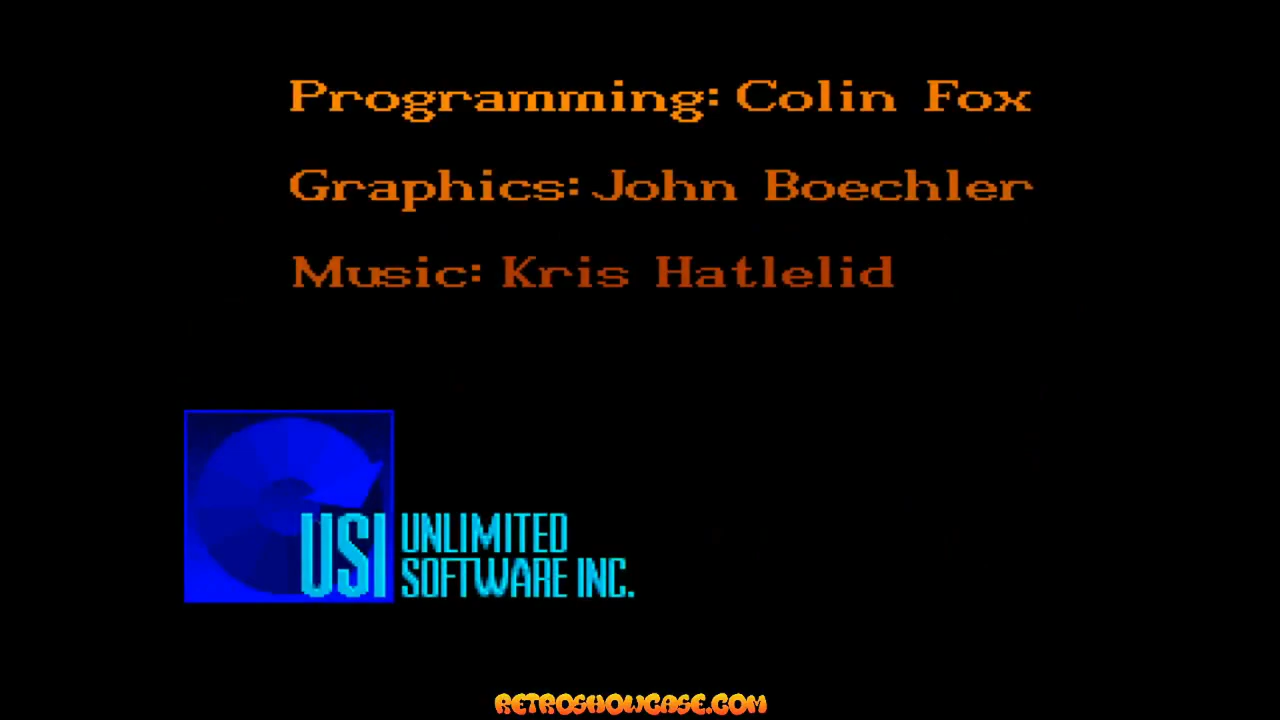 Programming: Colin Fox
Graphics: John Boechler
Music: Kris Hatlelid
USI UNLIMITED
SOFTWARE INC.
RETROSHOWCASE.COM